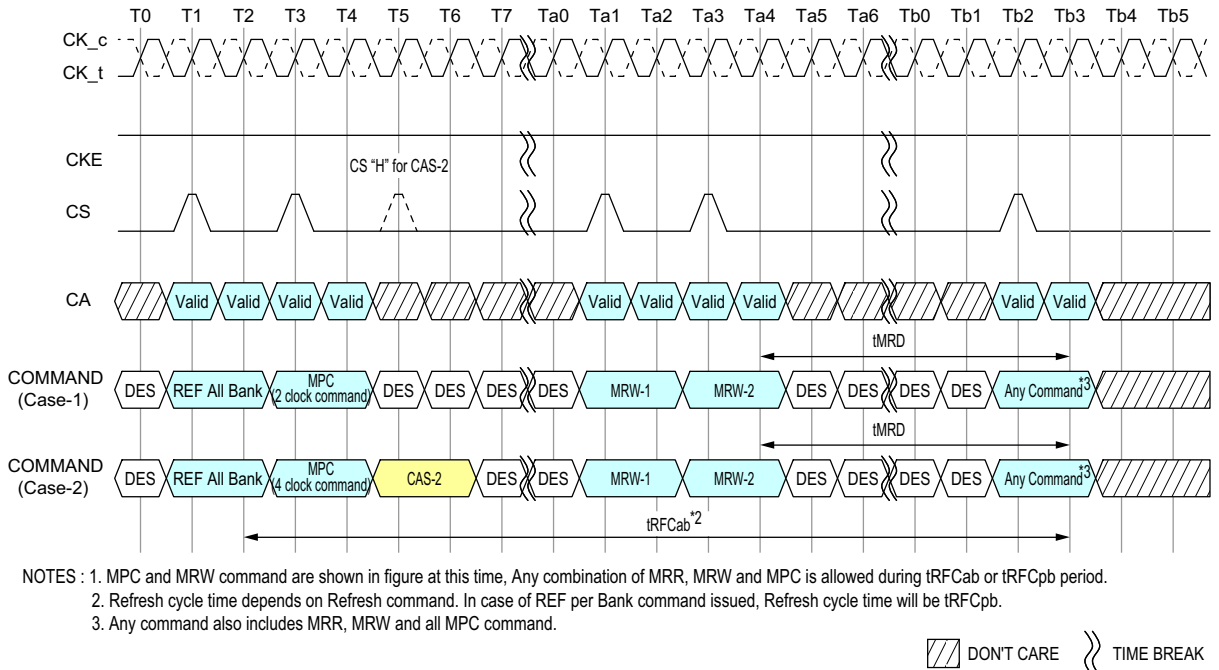 T0 T1 T2 T3 T4 T5 T6 T7 Ta0 Ta1 Ta2 Ta3 Ta4 Ta5 Ta6 Tb0 Tb1 Tb2 Tb3 Tb4 Tb5
CK_c
CK_t
CKE
CS "H" for CAS-2
CS
CA Valid Valid Valid Valid Valid Valid Valid Valid Valid Valid
tMRD
COMMAND
(Case-1)
DES REF All Bank MPC
(2 clock command)
DES DES DES DES MRW-1 MRW-2 DES DES DES DES Any Command*3
tMRD
COMMAND
(Case-2)
DES REF All Bank MPC
(4 clock command)
CAS-2 DES DES MRW-1 MRW-2 DES DES DES DES Any Command*3
tRFCab*2
NOTES : 1. MPC and MRW command are shown in figure at this time, Any combination of MRR, MRW and MPC is allowed during tRFCab or tRFCpb period.
2. Refresh cycle time depends on Refresh command. In case of REF per Bank command issued, Refresh cycle time will be tRFCpb.
3. Any command also includes MRR, MRW and all MPC command.
DON'T CARE TIME BREAK